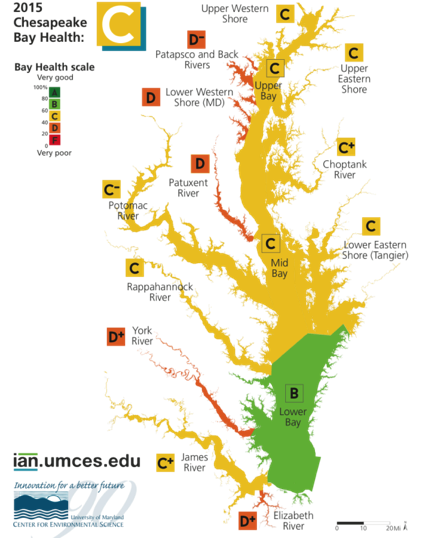 2015
Chesapeake
Bay Health:
C
Bay Health scale
Very good
100%
80
60
40
20
0
A
B
C
D
F
Very poor
Upper Western
Shore
C
D-
Patapsco and Back
Rivers
C
Upper
Bay
C
Upper
Eastern
Shore
D
Lower Western
Shore (MD)
C+
Choptank
River
D
Patuxent
River
C-
Potomac
River
C
Lower Eastern
Shore (Tangier)
C
Mid
Bay
C
Rappahannock
River
D+
York
River
B
Lower
Bay
C+
James
River
D+
Elizabeth
River
ian.umces.edu
Innovation for a better future
90
University of Maryland
CENTER FOR ENVIRONMENTAL SCIENCE
0 10 20Mi